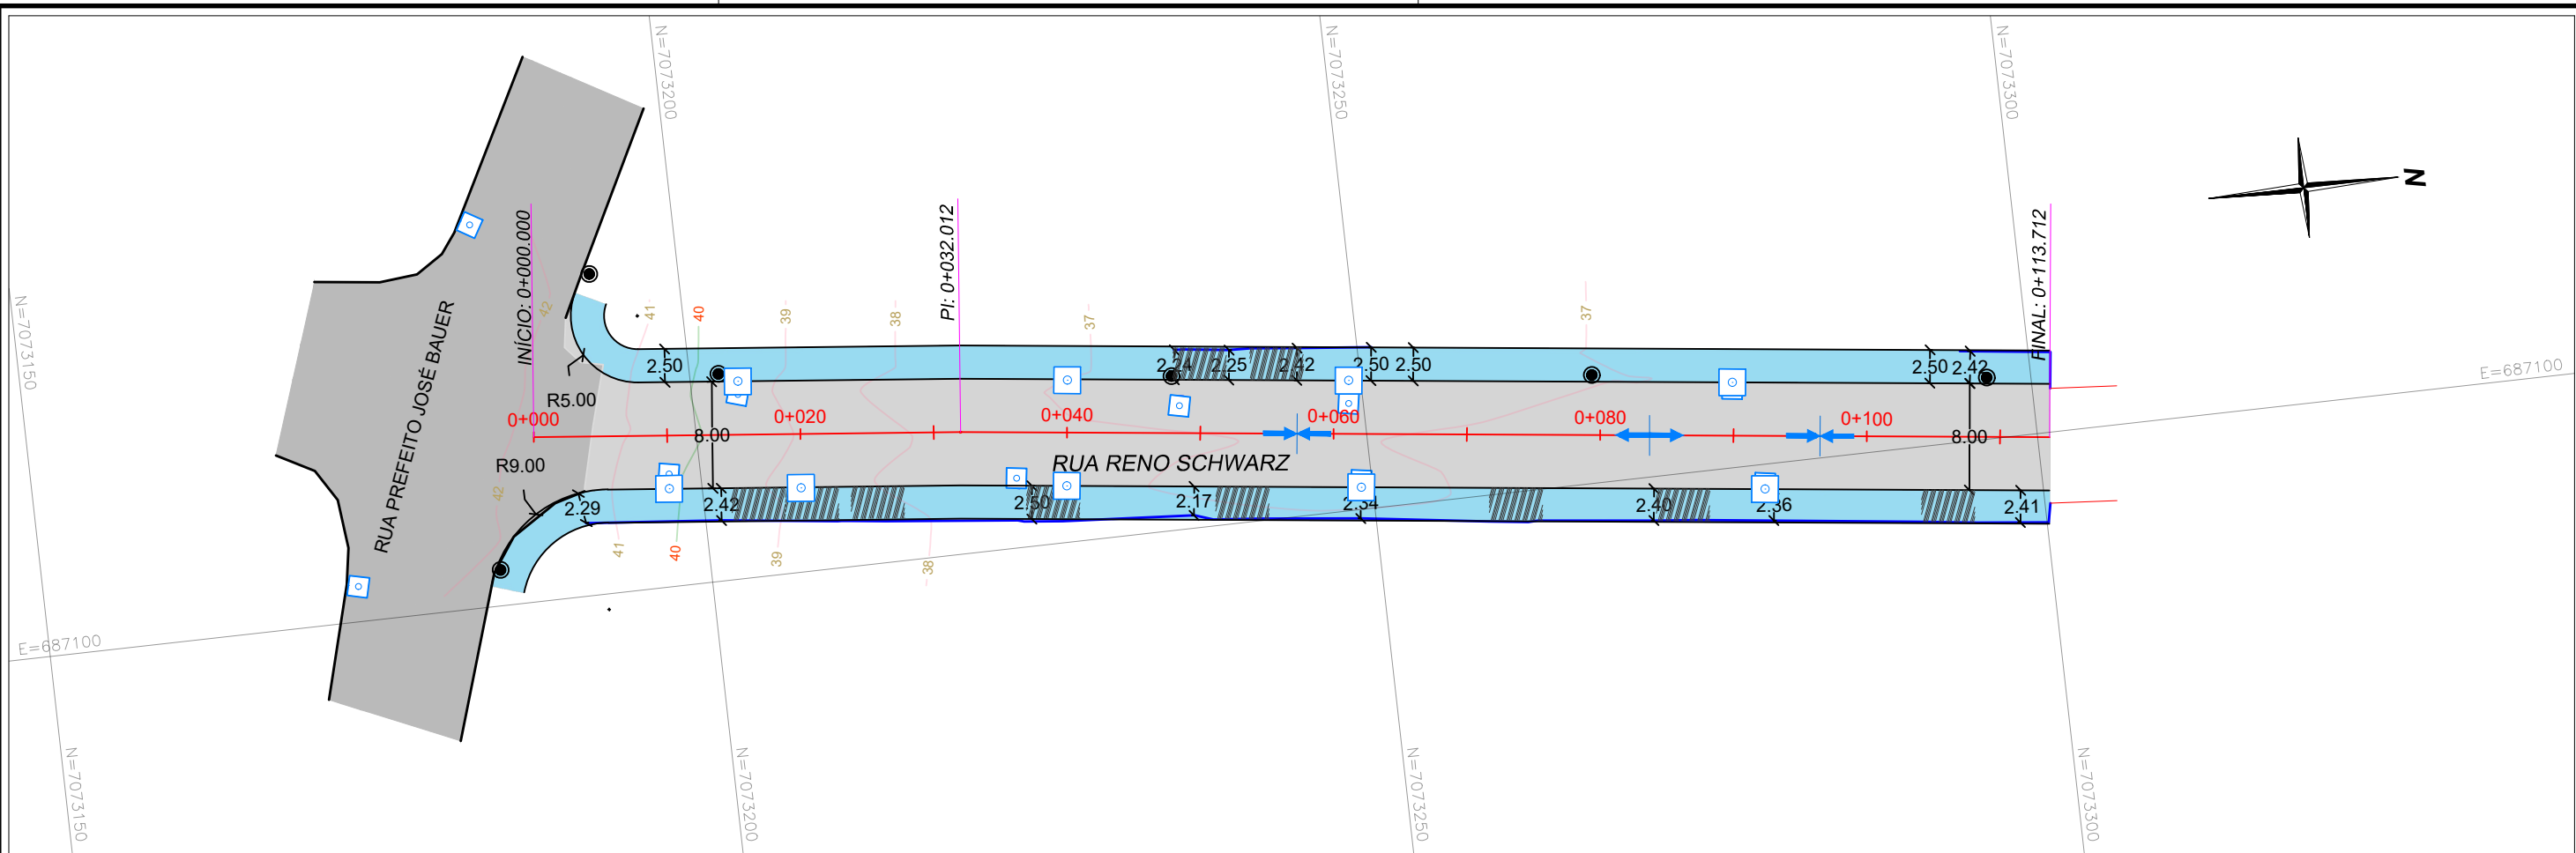 N=7073200
N=7073250
N=7073300
N
INÍCIO: 0+000.000
PI: 0+032.012
FINAL: 0+113.712
N=7073150
RUA PREFEITO JOSÉ BAUER
42
41
40
39
38
37
37
2.50
2.24
2.25
2.42
2.50
2.50
2.50
2.42
E=687100
R5.00
0+000
0+020
0+040
0+060
0+080
0+100
8.00
8.00
R9.00
RUA RENO SCHWARZ
42
2.29
2.42
2.50
2.17
2.34
2.40
2.36
2.41
41
40
39
38
E=687100
N=7073150
N=7073200
N=7073250
N=7073300